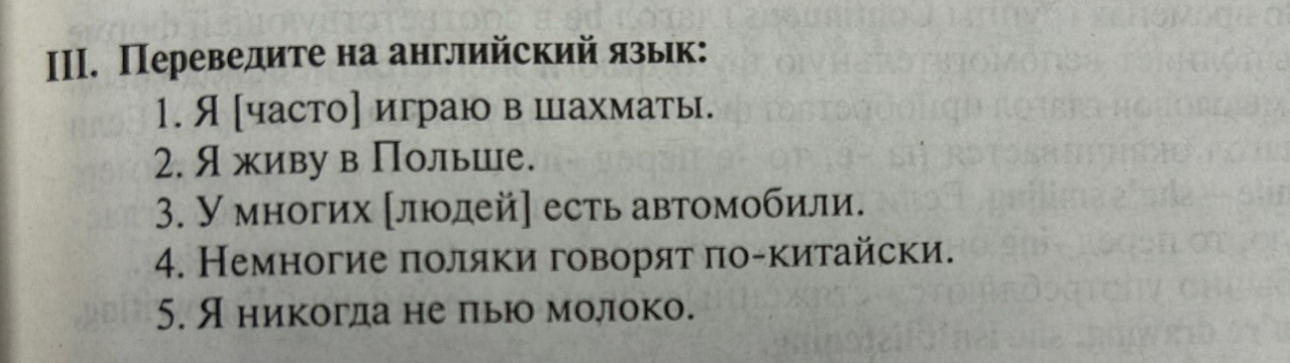 III. Переведите на английский язык:
1. Я [часто] играю в шахматы.
2. Я живу в Польше.
3. У многих [людей] есть автомобили.
4. Немногие поляки говорят по-китайски.
5. Я никогда не пью молоко.